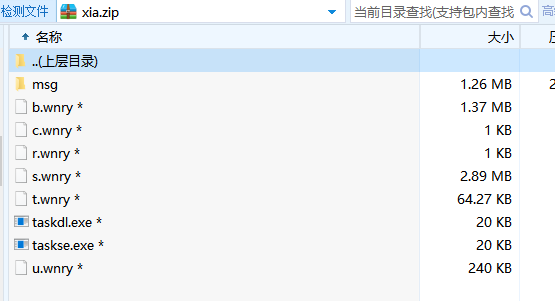 检测文件 xia.zip 当前目录查找(支持包内查找
名称 大小
..(上层目录)
msg 1.26 MB 2
b.wnry * 1.37 MB
c.wnry * 1 KB
r.wnry * 1 KB
s.wnry * 2.89 MB
t.wnry * 64.27 KB
taskdl.exe * 20 KB
taskse.exe * 20 KB
u.wnry * 240 KB